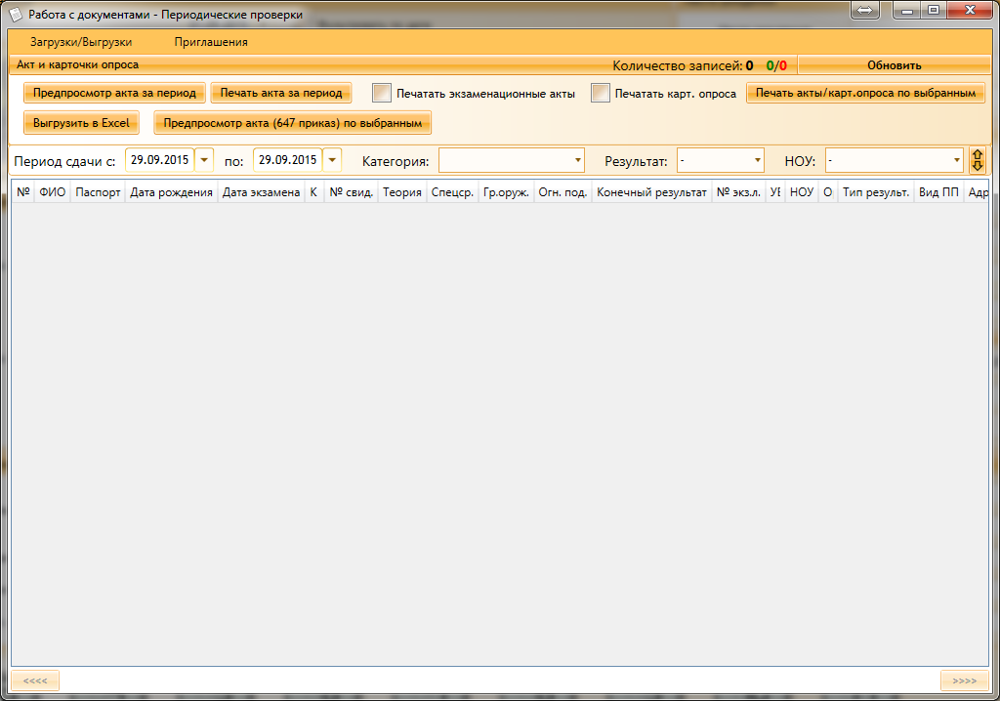 Работа с документами - Периодические проверки
Загрузки/Выгрузки Приглашения
Акт и карточки опроса Количество записей: 0 0/0 Обновить
Предпросмотр акта за период Печать акта за период Печатать экзаменационные акты Печатать карт. опроса Печать акты/карт.опроса по выбранным
Выгрузить в Excel Предпросмотр акта (647 приказ) по выбранным
Период сдачи с: 29.09.2015 по: 29.09.2015 Категория: Результат: - НОУ: -
№ ФИО Паспорт Дата рождения Дата экзамена К № свид. Теория Спецср. Гр.оруж. Огн. под. Конечный результат № экз.л. НОУ О Тип результ. Вид ПП Адр
<<<< >>>>